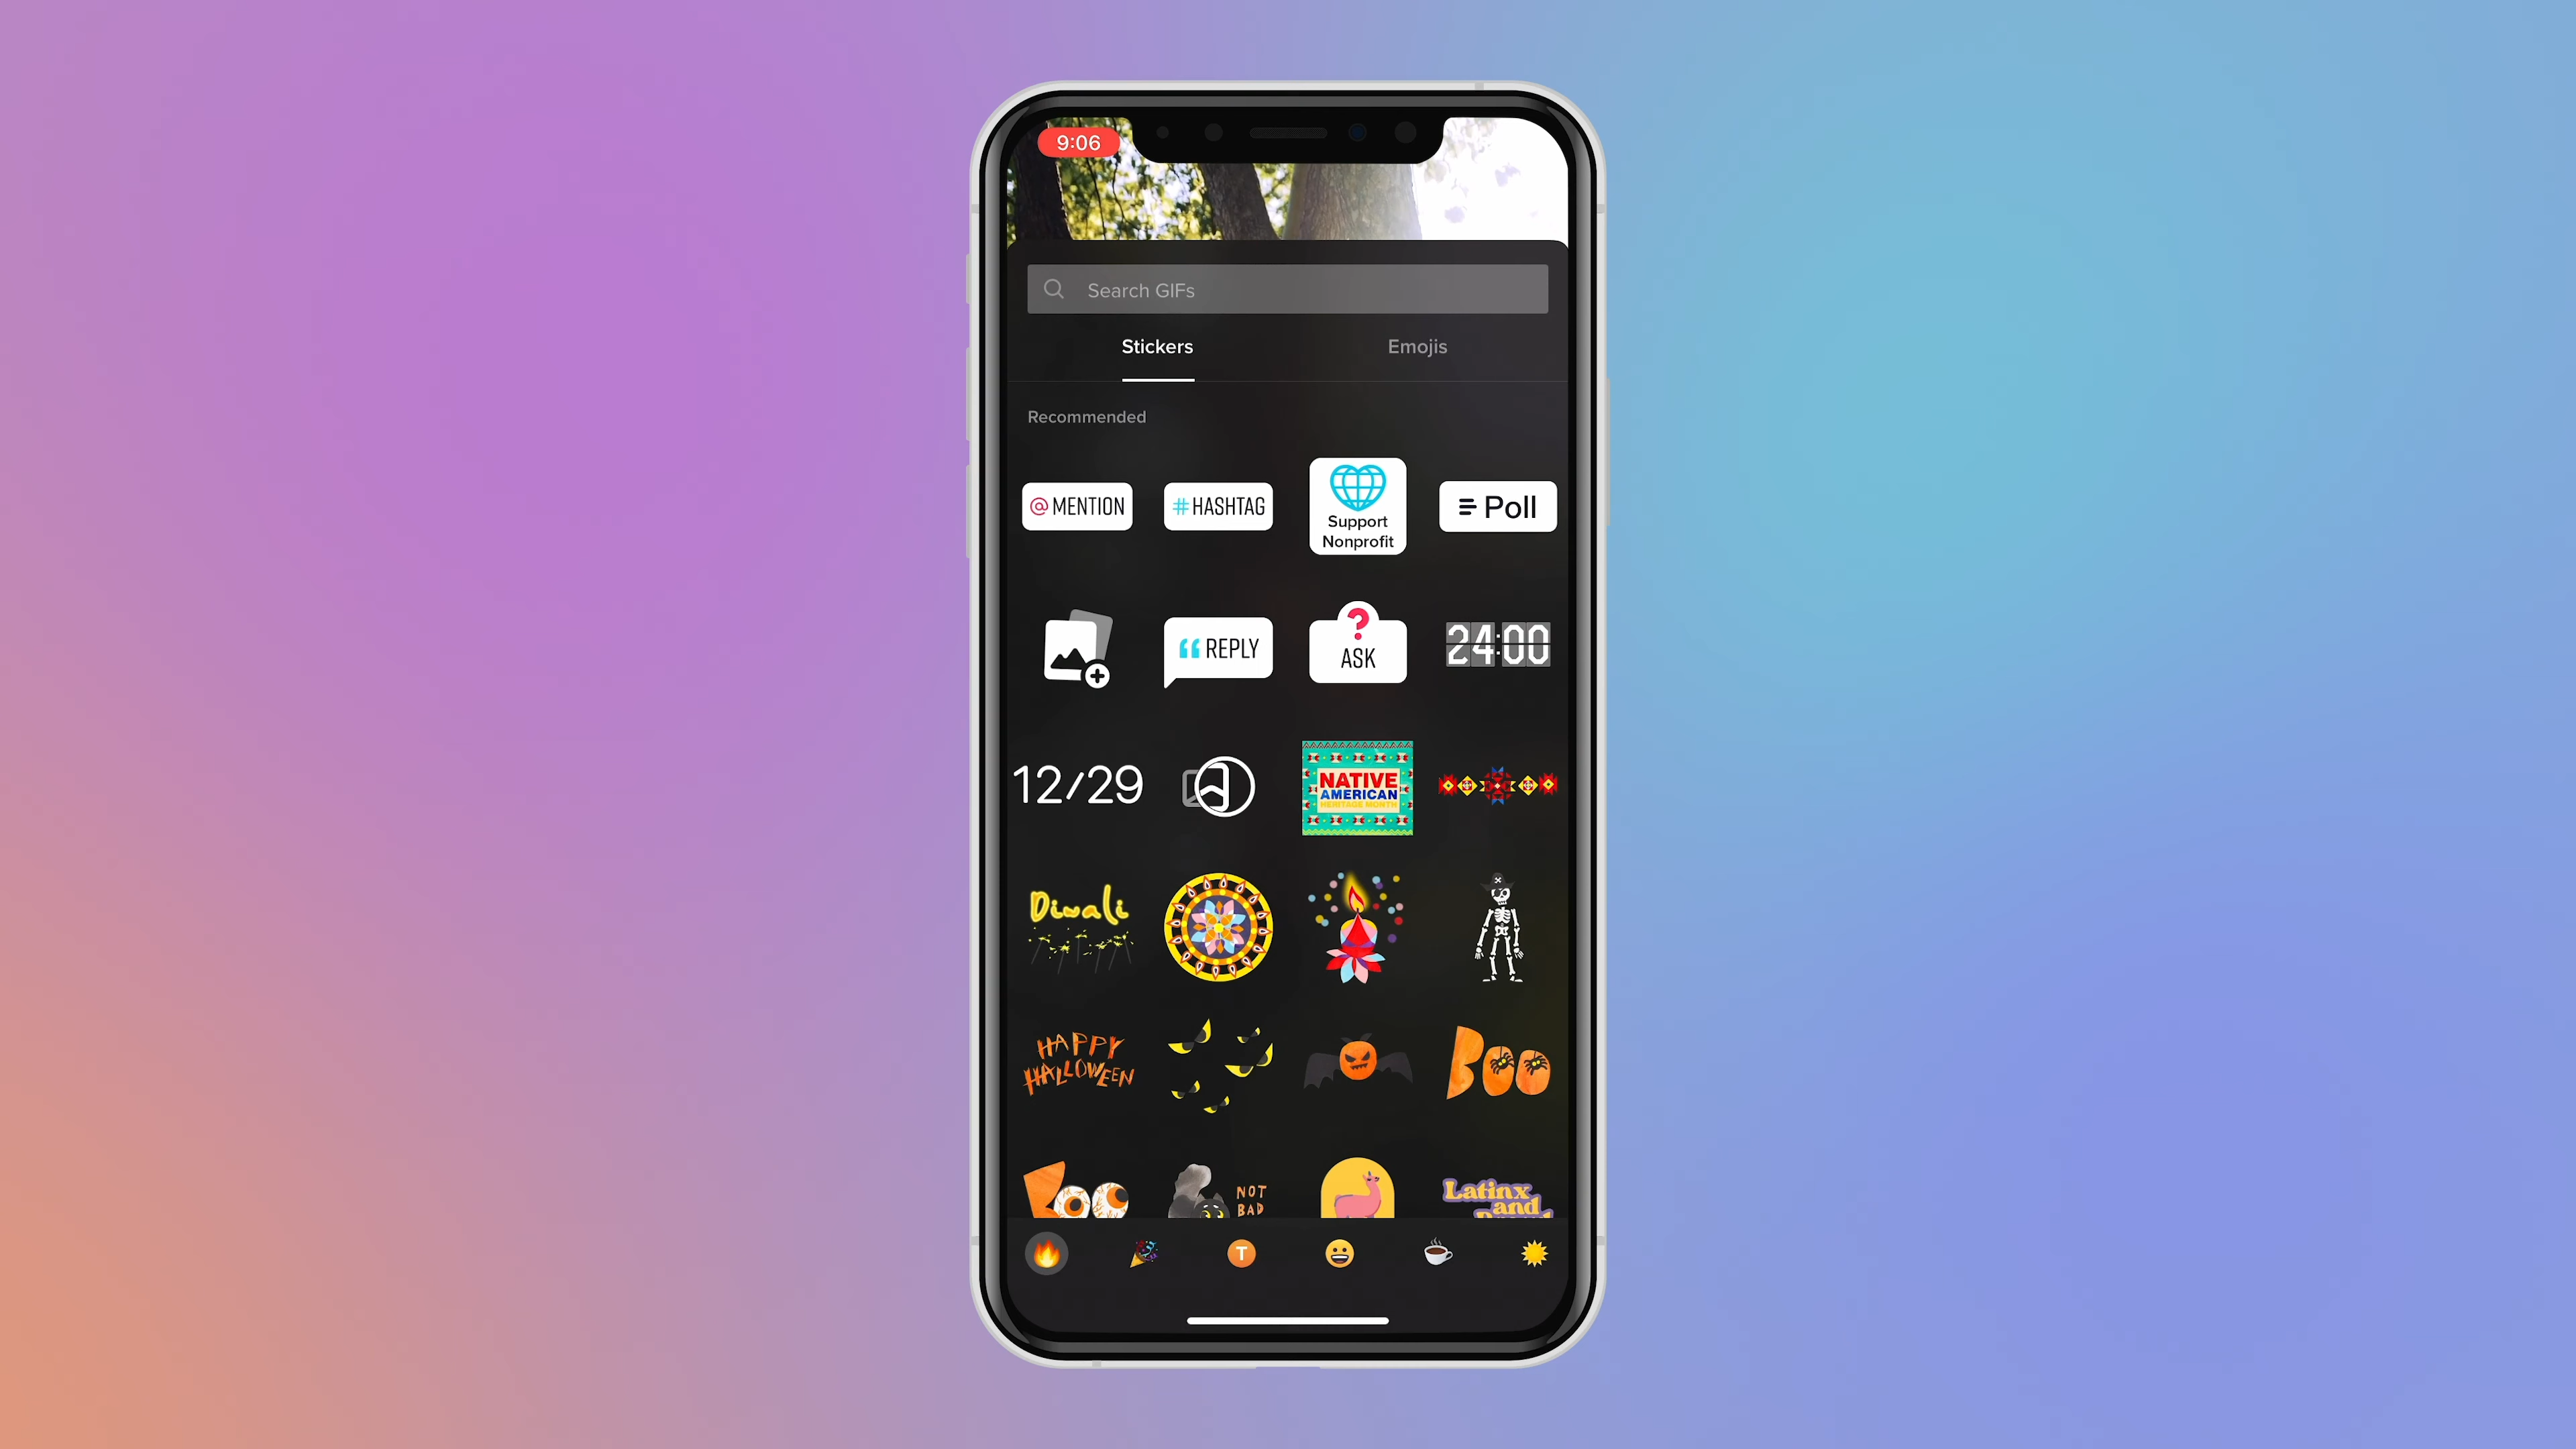 9:06
Search GIFs
Stickers
Emojis
Recommended
@ MENTION
#HASHTAG
Support
Nonprofit
Poll
“ REPLY
?
ASK
24:00
12/29
NATIVE
AMERICAN
HERITAGE MONTH
Diwali
HAPPY
HALLOWEEN
BOO
BOO
NOT
BAD
Latinx
and
T